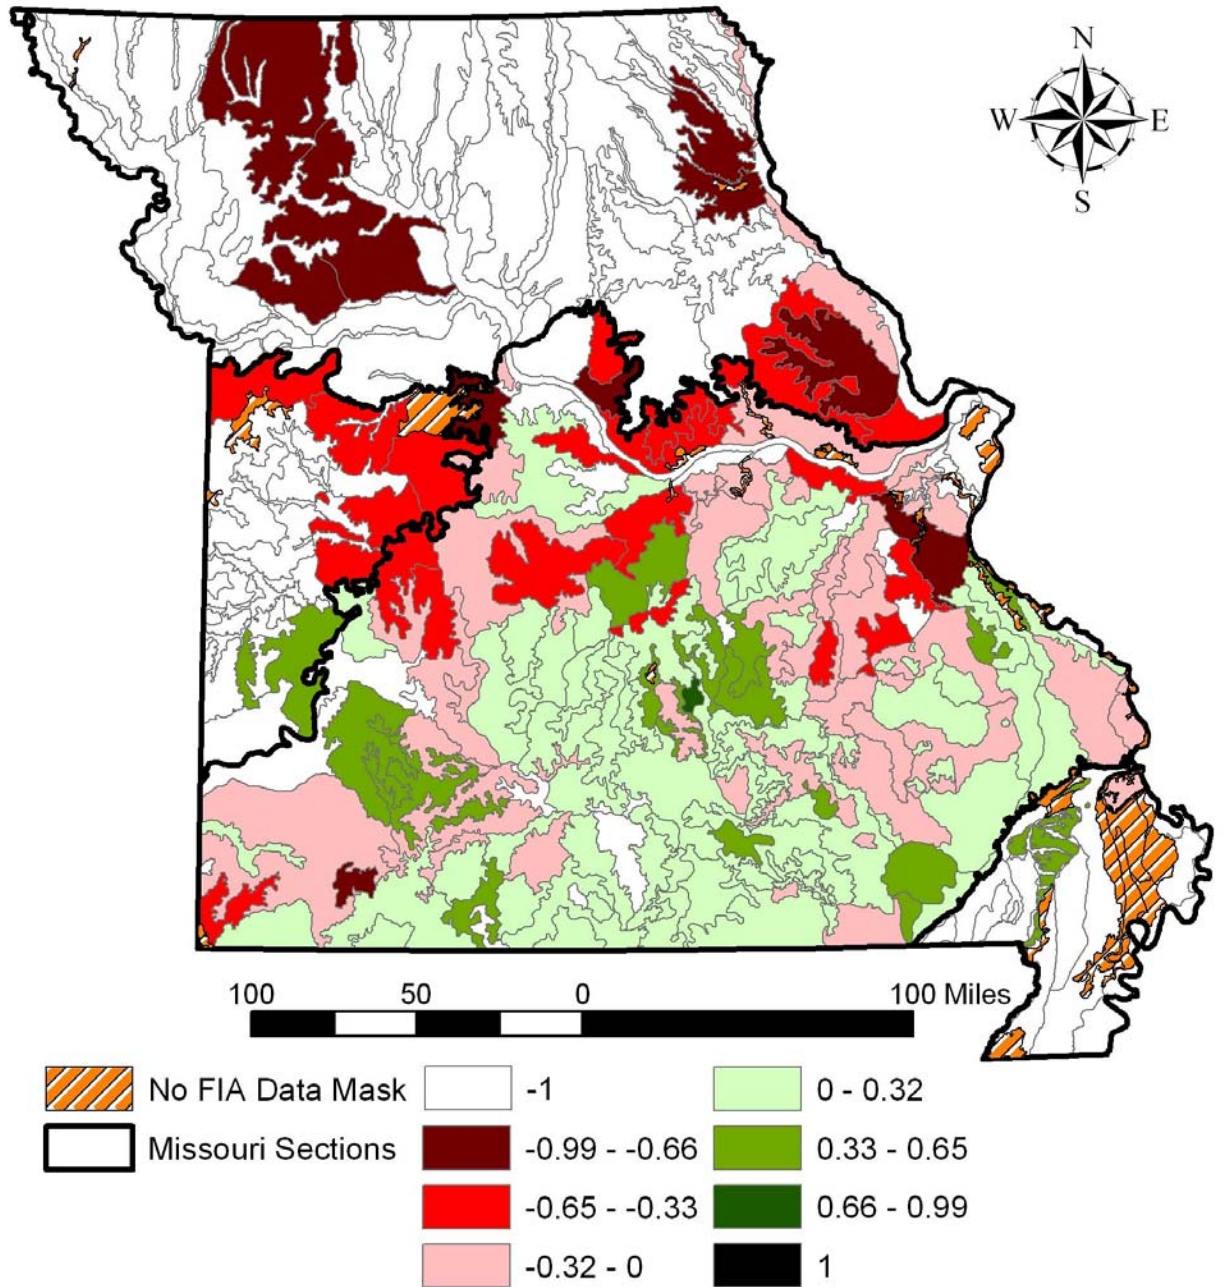 N
W E
S
100 50 0 100 Miles
No FIA Data Mask
Missouri Sections
-1
-0.99 - -0.66
-0.65 - -0.33
-0.32 - 0
0 - 0.32
0.33 - 0.65
0.66 - 0.99
1